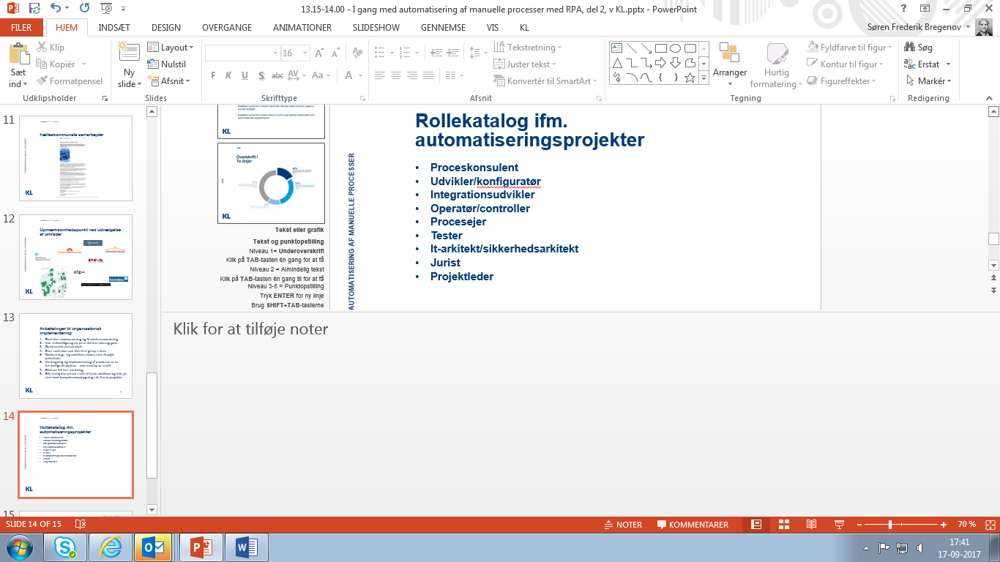 13.15-14.00 - I gang med automatisering af manuelle processer med RPA, del 2, v KL.pptx - PowerPoint
FILER HJEM INDSÆT DESIGN OVERGANGE ANIMATIONER SLIDESHOW GENNEMSE VIS KL
Søren Frederik Bregenov
Sæt ind
Klip
Kopiér
Formatpensel
Udklipsholder
Ny slide
Layout
Nulstil
Afsnit
Slides
16
F K U S abc AV Aa A
Skrifttype
Tekstretning
Juster tekst
Konvertér til SmartArt
Afsnit
Arranger
Hurtig formatering
Fyldfarve til figur
Kontur til figur
Figureffekter
Tegning
Søg
Erstat
Markér
Redigering
11
Fælleskommunale samarbejder
KL
12
Opmærksomhedspunkt ved udvælgelse
af områder
PFA
atp=
Nordea
KL
13
Anbefalinger til organisatorisk
implementering
KL
14
Rollekatalog ifm.
automatiseringsprojekter
KL
15
KL
Overskrift i
To linjer
KL
Tekst eller grafik
Tekst og punktopstilling
Niveau 1= Underoverskrift
Klik på TAB-tasten én gang for at få
Niveau 2 = Almindelig tekst
Klik på TAB-tasten én gang til for at få
Niveau 3-5 = Punktopstilling
Tryk ENTER for ny linje
Brug SHIFT+TAB-tasterne
AUTOMATISERING AF MANUELLE PROCESSER
Rollekatalog ifm.
automatiseringsprojekter
• Proceskonsulent
• Udvikler/konfiguratør
• Integrationsudvikler
• Operatør/controller
• Procesejer
• Tester
• It-arkitekt/sikkerhedsarkitekt
• Jurist
• Projektleder
Klik for at tilføje noter
SLIDE 14 OF 15
NOTER
KOMMENTARER
70 %
17:41
17-09-2017